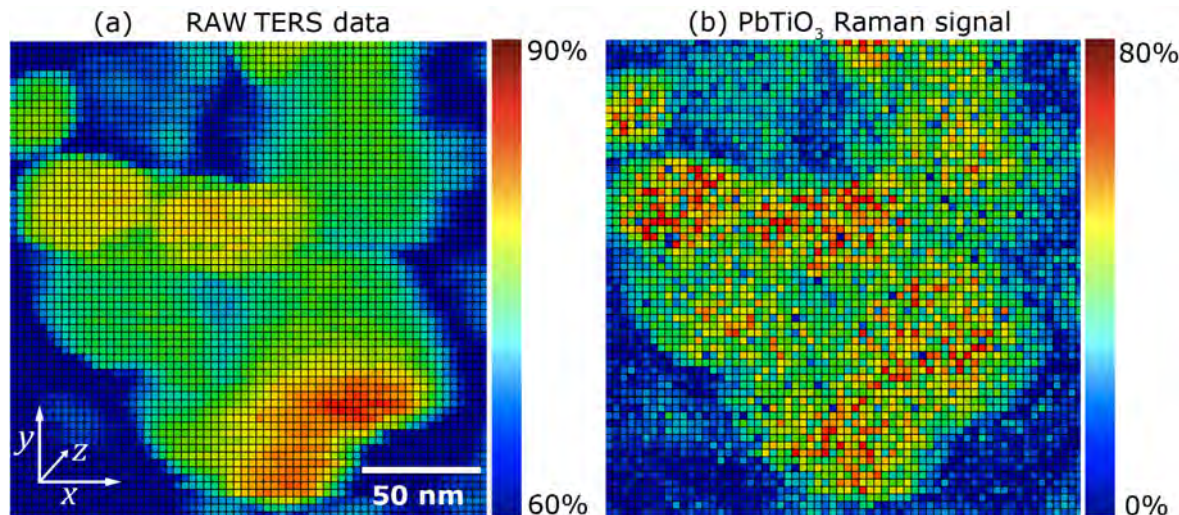 (a) RAW TERS data
90%
y
z
x
50 nm
60%
(b) PbTiO₃ Raman signal
80%
0%